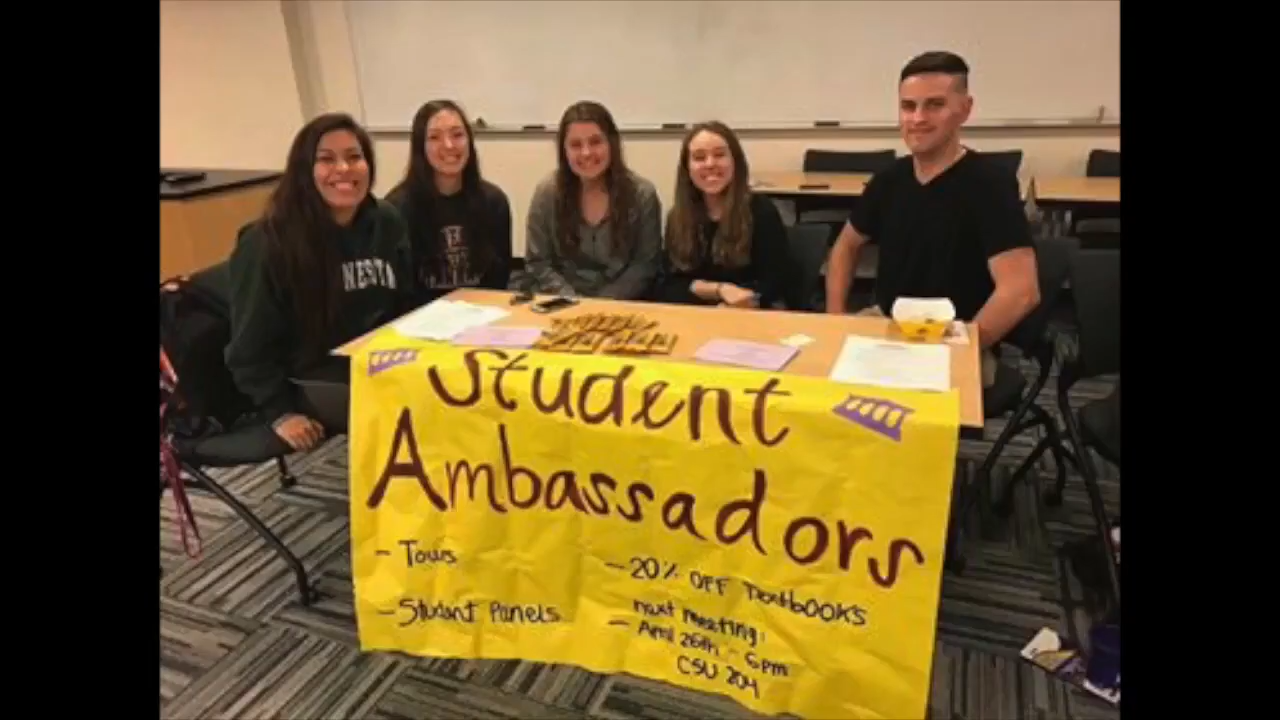 Student
Ambassadors
- Tours
- Student Panels
- 20% OFF Textbooks
next meeting:
- April 26th - 6pm
CSU 204